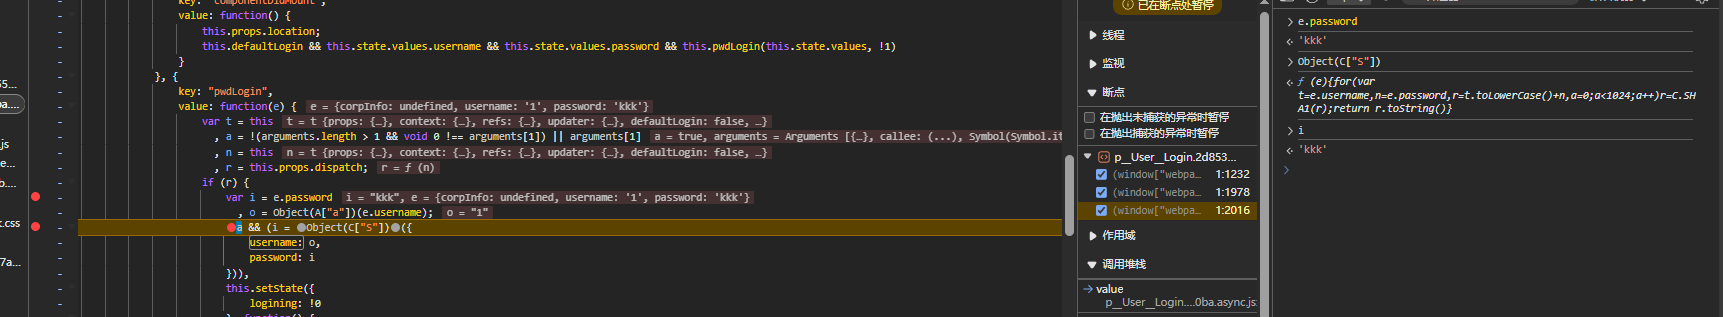 key: "componentDidMount",
value: function() {
this.props.location;
this.defaultLogin && this.state.values.username && this.state.values.password && this.pwdLogin(this.state.values, !1)
}
}, {
key: "pwdLogin",
value: function(e) { e = {corpInfo: undefined, username: '1', password: 'kkk'}
var t = this t = t {props: {…}, context: {…}, refs: {…}, updater: {…}, defaultLogin: false, …}
, a = !(arguments.length > 1 && void 0 !== arguments[1]) || arguments[1] a = true, arguments = Arguments [{…}, callee: (...), Symbol(Symbol.it
, n = this n = t {props: {…}, context: {…}, refs: {…}, updater: {…}, defaultLogin: false, …}
, r = this.props.dispatch; r = ƒ (n)
if (r) {
var i = e.password i = "kkk", e = {corpInfo: undefined, username: '1', password: 'kkk'}
, o = Object(A["a"])(e.username); o = "1"
a && (i = Object(C["S"])({
username: o,
password: i
})),
this.setState({
logining: !0
55...
ba....
.js
e...
b....
k.css
7a...
已在断点处暂停
线程
监视
断点
在抛出未捕获的异常时暂停
在抛出捕获的异常时暂停
p__User__Login.2d853...
(window["webpa... 1:1232
(window["webpa... 1:1978
(window["webpa... 1:2016
作用域
调用堆栈
value
p__User__Login....0ba.async.js:
e.password
'kkk'
Object(C["S"])
ƒ (e){for(var
t=e.username,n=e.password,r=t.toLowerCase()+n,a=0;a<1024;a++)r=C.SH
A1(r);return r.toString()}
i
'kkk'